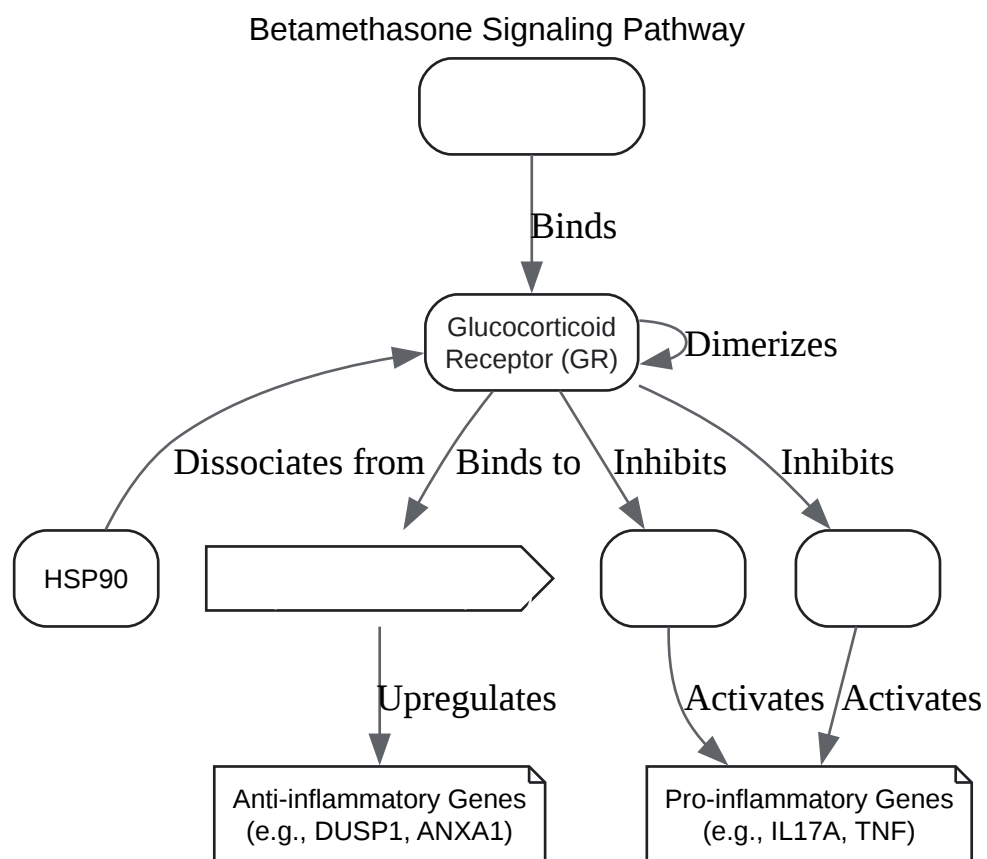 Betamethasone Signaling Pathway
Binds
Glucocorticoid
Receptor (GR)
Dimerizes
Dissociates from
Binds to
Inhibits
Inhibits
HSP90
Upregulates
Activates
Activates
Anti-inflammatory Genes
(e.g., DUSP1, ANXA1)
Pro-inflammatory Genes
(e.g., IL17A, TNF)